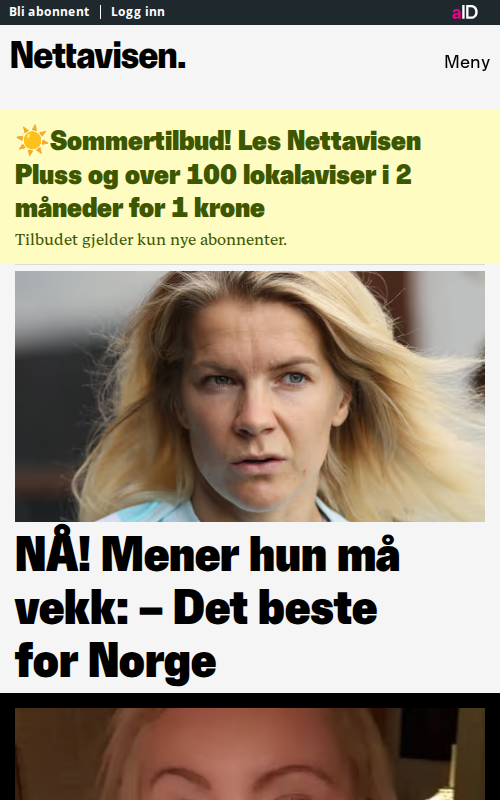 Bli abonnent | Logg inn
aID
Nettavisen.
Meny
☀️Sommertilbud! Les Nettavisen
Pluss og over 100 lokalaviser i 2
måneder for 1 krone
Tilbudet gjelder kun nye abonnenter.
NÅ! Mener hun må
vekk: – Det beste
for Norge